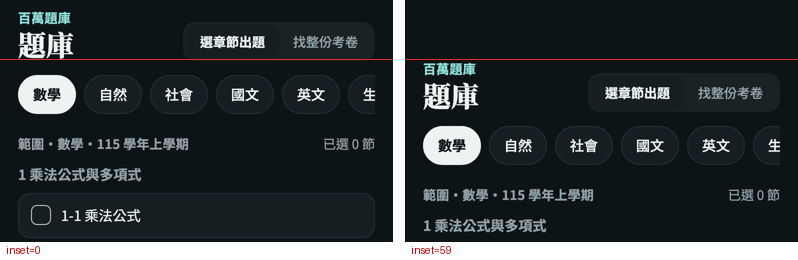 百萬題庫
題庫
選章節出題 找整份考卷
數學 自然 社會 國文 英文
範圍・數學・115 學年上學期 已選 0 節
1 乘法公式與多項式
1-1 乘法公式
inset=0
百萬題庫
題庫
選章節出題 找整份考卷
數學 自然 社會 國文 英文
範圍・數學・115 學年上學期 已選 0 節
1 乘法公式與多項式
inset=59